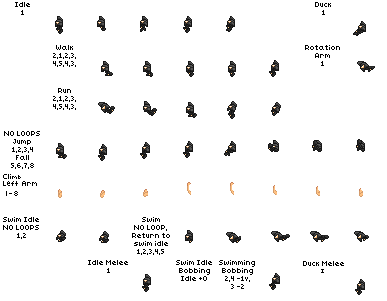 Idle
1
Duck
1
Walk
2,1,2,3,
4,5,4,3,
Rotation
Arm
1
Run
2,1,2,3,
4,5,4,3,
NO LOOPS
Jump
1,2,3,4
Fall
5,6,7,8
Climb
Left Arm
1-8
Swim Idle
NO LOOPS
1,2
Swim
NO LOOP,
Return to
swim idle
1,2,3,4,5
Idle Melee
1
Swim Idle
Bobbing
Idle +0
Swimming
Bobbing
2,4 -1v,
3 -2
Duck Melee
1